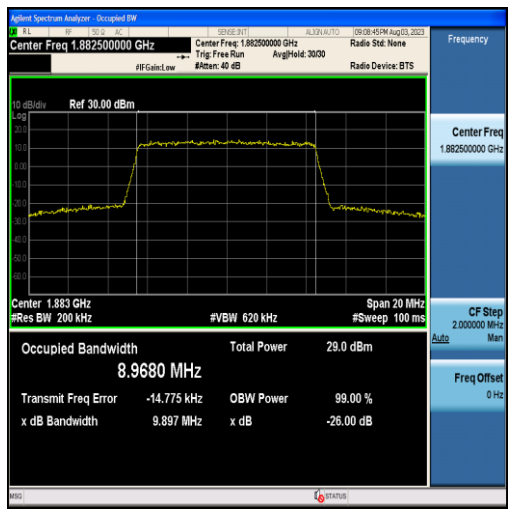 Agilent Spectrum Analyzer - Occupied BW
RL RF 50 Ω AC SENSE:INT ALIGN AUTO 09:08:45PM Aug 03, 2023
Center Freq 1.882500000 GHz
Center Freq: 1.882500000 GHz
Radio Std: None
Trig: Free Run Avg|Hold: 30/30
#IFGain:Low #Atten: 40 dB Radio Device: BTS
Frequency
10 dB/div Ref 30.00 dBm
Log
20.0
10.0
0.00
-10.0
-20.0
-30.0
-40.0
-50.0
-60.0
Center Freq
1.882500000 GHz
Center 1.883 GHz Span 20 MHz
#Res BW 200 kHz #VBW 620 kHz #Sweep 100 ms
CF Step
2.000000 MHz
Auto Man
Occupied Bandwidth Total Power 29.0 dBm
8.9680 MHz
Transmit Freq Error -14.775 kHz OBW Power 99.00 %
x dB Bandwidth 9.897 MHz x dB -26.00 dB
Freq Offset
0 Hz
MSG STATUS